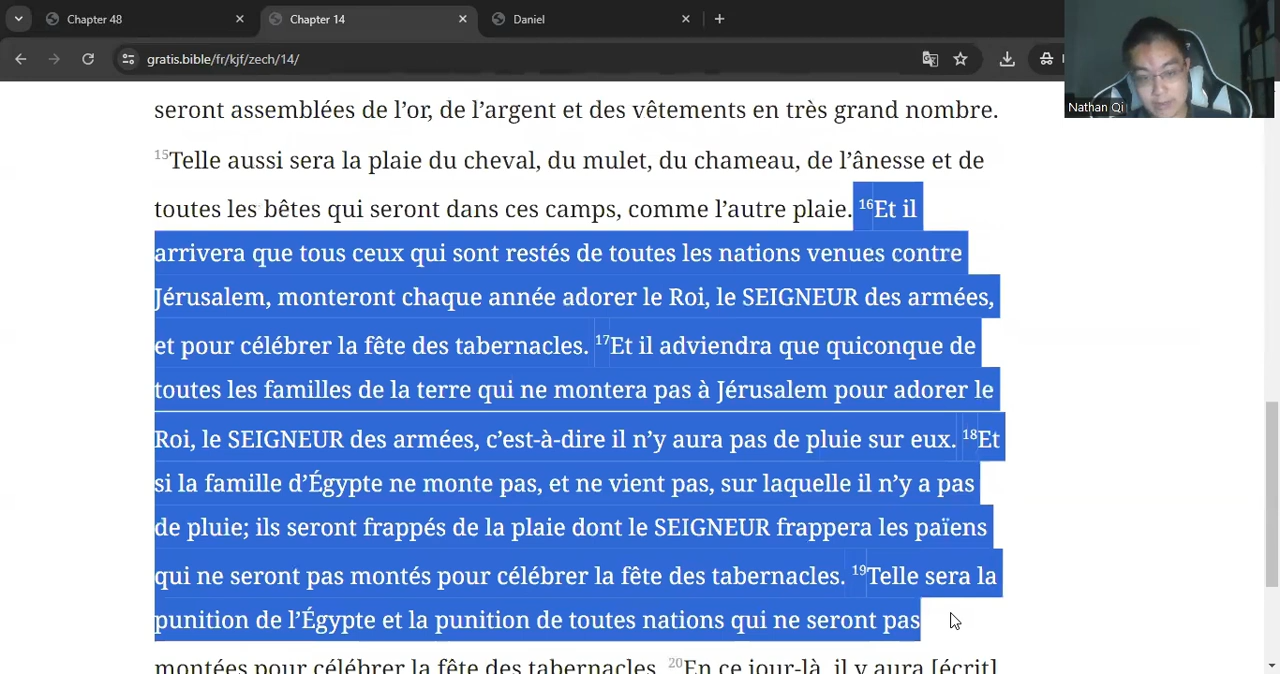 Chapter 48
Chapter 14
Daniel
gratis.bible/fr/kjf/zech/14/
Nathan Qi
seront assemblées de l’or, de l’argent et des vêtements en très grand nombre.
15Telle aussi sera la plaie du cheval, du mulet, du chameau, de l’ânesse et de
toutes les bêtes qui seront dans ces camps, comme l’autre plaie. 16Et il
arrivera que tous ceux qui sont restés de toutes les nations venues contre
Jérusalem, monteront chaque année adorer le Roi, le SEIGNEUR des armées,
et pour célébrer la fête des tabernacles. 17Et il adviendra que quiconque de
toutes les familles de la terre qui ne montera pas à Jérusalem pour adorer le
Roi, le SEIGNEUR des armées, c’est-à-dire il n’y aura pas de pluie sur eux. 18Et
si la famille d’Égypte ne monte pas, et ne vient pas, sur laquelle il n’y a pas
de pluie; ils seront frappés de la plaie dont le SEIGNEUR frappera les païens
qui ne seront pas montés pour célébrer la fête des tabernacles. 19Telle sera la
punition de l’Égypte et la punition de toutes nations qui ne seront pas
montées pour célébrer la fête des tabernacles. 20En ce jour-là, il y aura [écrit]